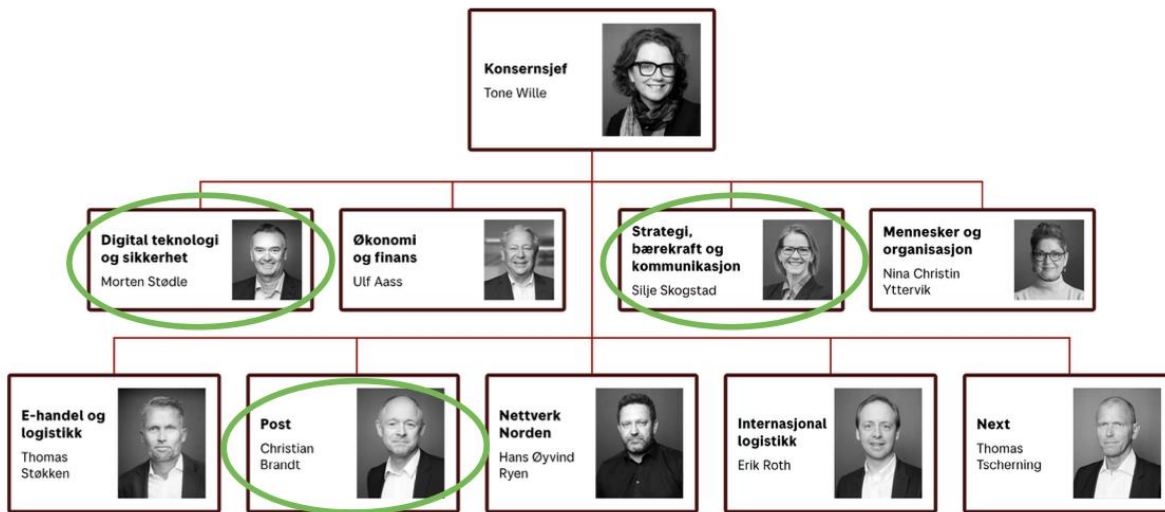 Konsernsjef
Tone Wille
Digital teknologi
og sikkerhet
Morten Stødle
Økonomi
og finans
Ulf Aass
Strategi,
bærekraft og
kommunikasjon
Silje Skogstad
Mennesker og
organisasjon
Nina Christin
Yttervik
E-handel og
logistikk
Thomas
Støkken
Post
Christian
Brandt
Nettverk
Norden
Hans Øyvind
Ryen
Internasjonal
logistikk
Erik Roth
Next
Thomas
Tscherning